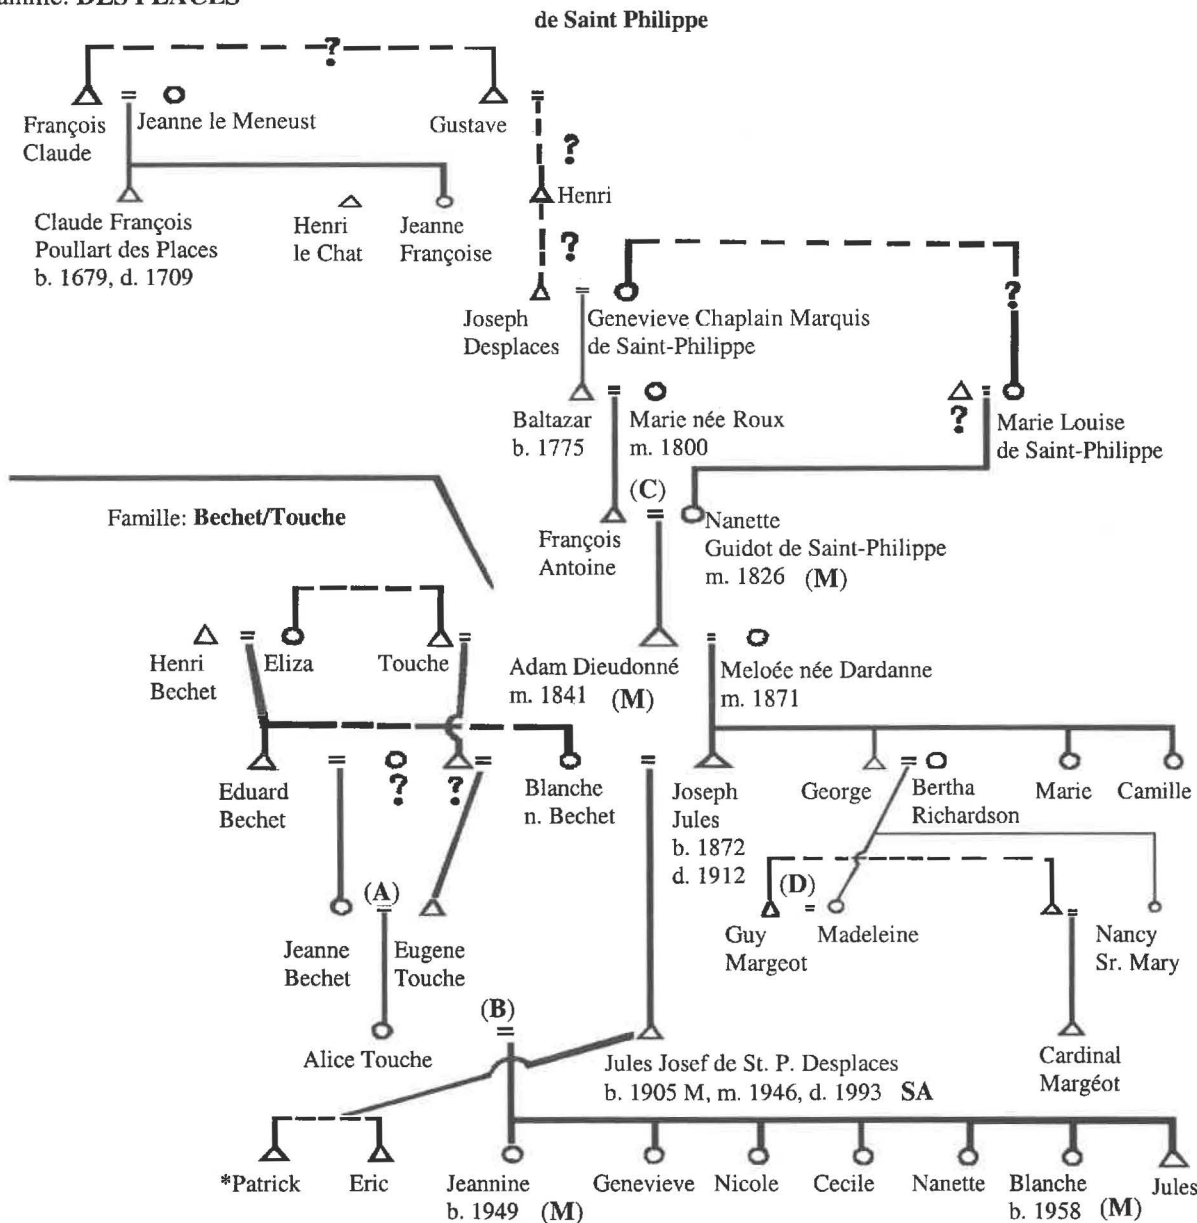 DES PLACES
de Saint Philippe
?
François
Claude
=
Jeanne le Meneust
Gustave
=
?
Claude François
Poullart des Places
b. 1679, d. 1709
Henri
le Chat
Jeanne
Françoise
Henri
?
Joseph
Desplaces
=
Genevieve Chaplain Marquis
de Saint-Philippe
?
Baltazar
b. 1775
=
Marie née Roux
m. 1800
?
=
Marie Louise
de Saint-Philippe
Famille: Bechet/Touche
François
Antoine
(C)
=
Nanette
Guidot de Saint-Philippe
m. 1826 (M)
Henri
Bechet
=
Eliza
Touche
=
Adam Dieudonné
m. 1841 (M)
=
Meloée née Dardanne
m. 1871
Eduard
Bechet
=
?
?
=
Blanche
n. Bechet
=
Joseph
Jules
b. 1872
d. 1912
George
=
Bertha
Richardson
Marie
Camille
Jeanne
Bechet
(A)
=
Eugene
Touche
Guy
Margeot
(D)
=
Madeleine
=
Nancy
Sr. Mary
Alice Touche
(B)
=
Jules Josef de St. P. Desplaces
b. 1905 M, m. 1946, d. 1993 SA
Cardinal
Margéot
*Patrick
Eric
Jeannine
b. 1949 (M)
Genevieve
Nicole
Cecile
Nanette
Blanche
b. 1958 (M)
Jules